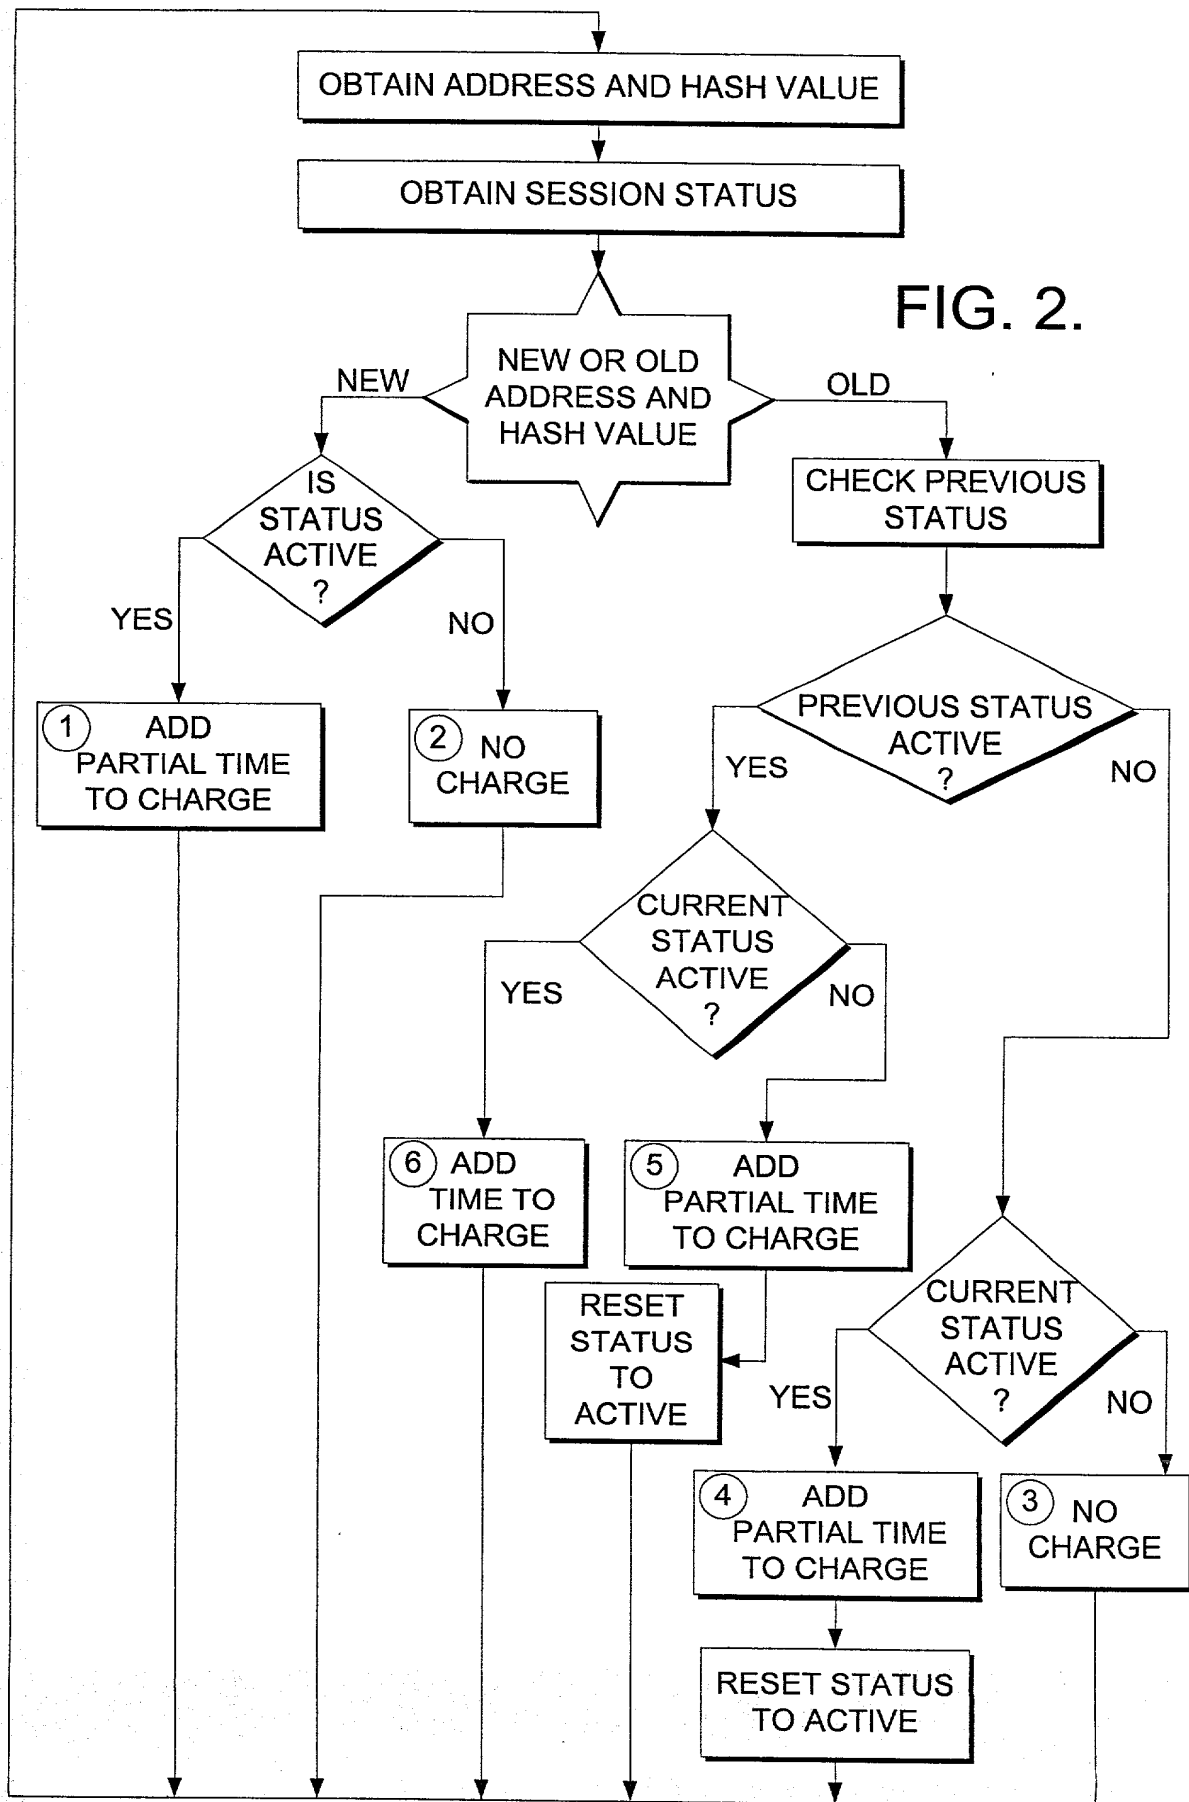 OBTAIN ADDRESS AND HASH VALUE
OBTAIN SESSION STATUS
FIG. 2.
NEW OR OLD
ADDRESS AND
HASH VALUE
NEW
OLD
IS
STATUS
ACTIVE
?
CHECK PREVIOUS
STATUS
YES
NO
PREVIOUS STATUS
ACTIVE
?
YES
NO
1 ADD
PARTIAL TIME
TO CHARGE
2 NO
CHARGE
CURRENT
STATUS
ACTIVE
?
YES
NO
6 ADD
TIME TO
CHARGE
5 ADD
PARTIAL TIME
TO CHARGE
RESET
STATUS
TO
ACTIVE
CURRENT
STATUS
ACTIVE
?
YES
NO
4 ADD
PARTIAL TIME
TO CHARGE
3 NO
CHARGE
RESET STATUS
TO ACTIVE